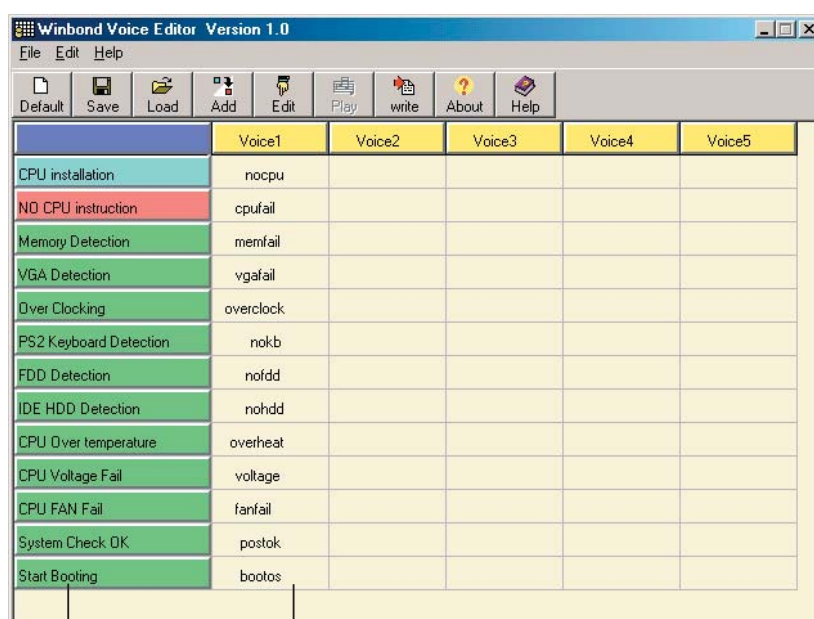 Winbond Voice Editor Version 1.0
File Edit Help
Default Save Load Add Edit Play write About Help
Voice1 Voice2 Voice3 Voice4 Voice5
CPU installation nocpu
NO CPU instruction cpufail
Memory Detection memfail
VGA Detection vgafail
Over Clocking overclock
PS2 Keyboard Detection nokb
FDD Detection nofdd
IDE HDD Detection nohdd
CPU Over temperature overheat
CPU Voltage Fail voltage
CPU FAN Fail fanfail
System Check OK postok
Start Booting bootos